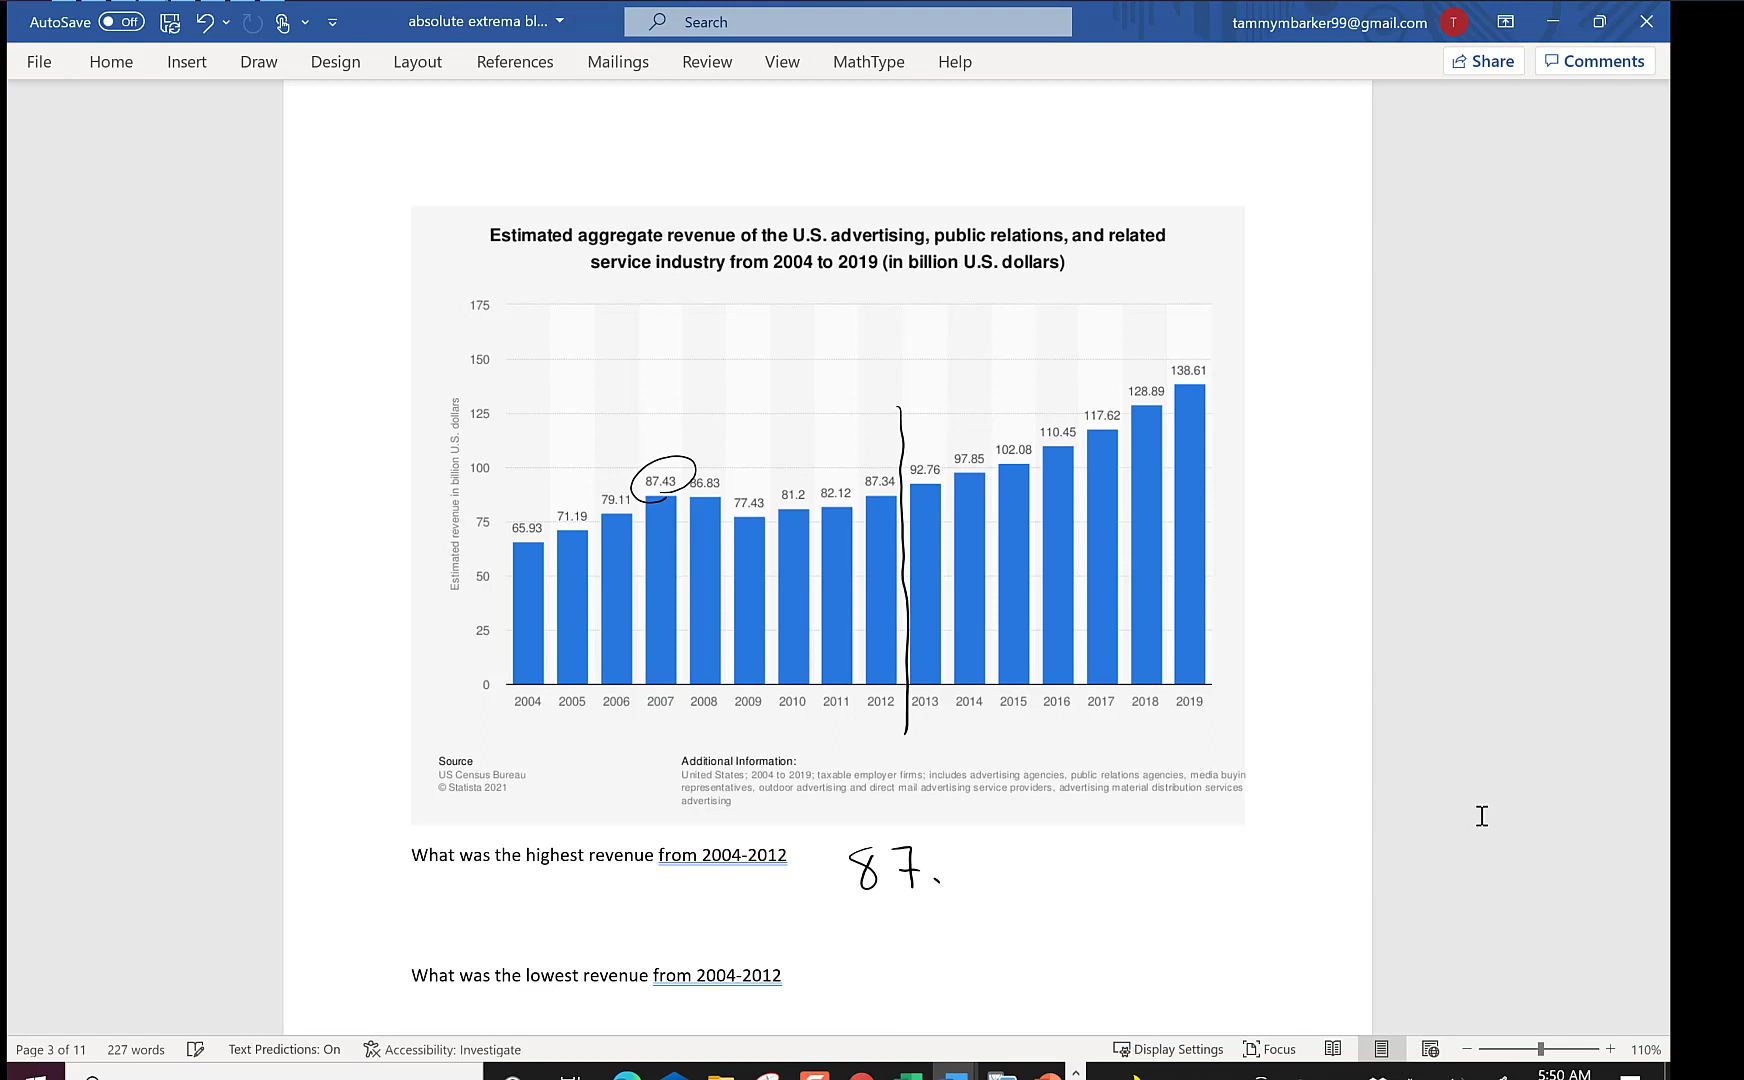 AutoSave Off absolute extrema bl... Search tammymbarker99@gmail.com T
File Home Insert Draw Design Layout References Mailings Review View MathType Help Share Comments
Estimated aggregate revenue of the U.S. advertising, public relations, and related
service industry from 2004 to 2019 (in billion U.S. dollars)
Estimated revenue in billion U.S. dollars
175
150
125
100
75
50
25
0
65.93 71.19 79.11 87.43 86.83 77.43 81.2 82.12 87.34 92.76 97.85 102.08 110.45 117.62 128.89 138.61
2004 2005 2006 2007 2008 2009 2010 2011 2012 2013 2014 2015 2016 2017 2018 2019
Source
US Census Bureau
© Statista 2021
Additional Information:
United States; 2004 to 2019; taxable employer firms; includes advertising agencies, public relations agencies, media buyin
representatives, outdoor advertising and direct mail advertising service providers, advertising material distribution services
advertising
What was the highest revenue from 2004-2012 87.
What was the lowest revenue from 2004-2012
Page 3 of 11 227 words Text Predictions: On Accessibility: Investigate Display Settings Focus 110%
5:50 AM